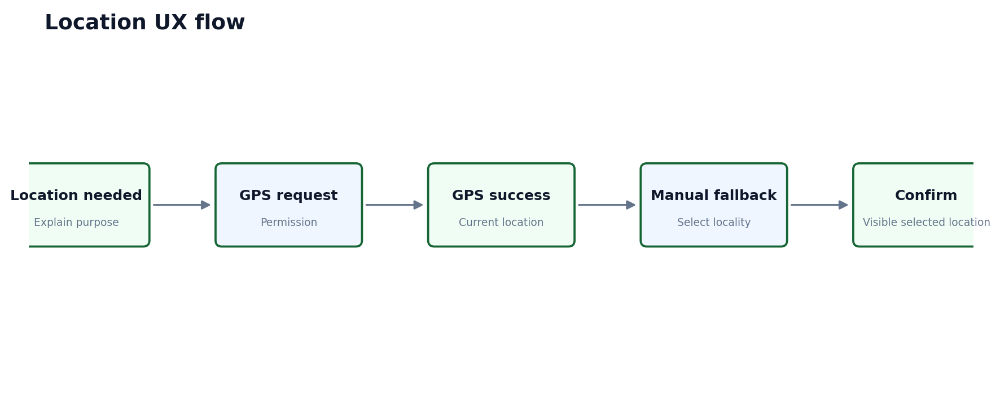 Location UX flow
Location needed
Explain purpose
GPS request
Permission
GPS success
Current location
Manual fallback
Select locality
Confirm
Visible selected location